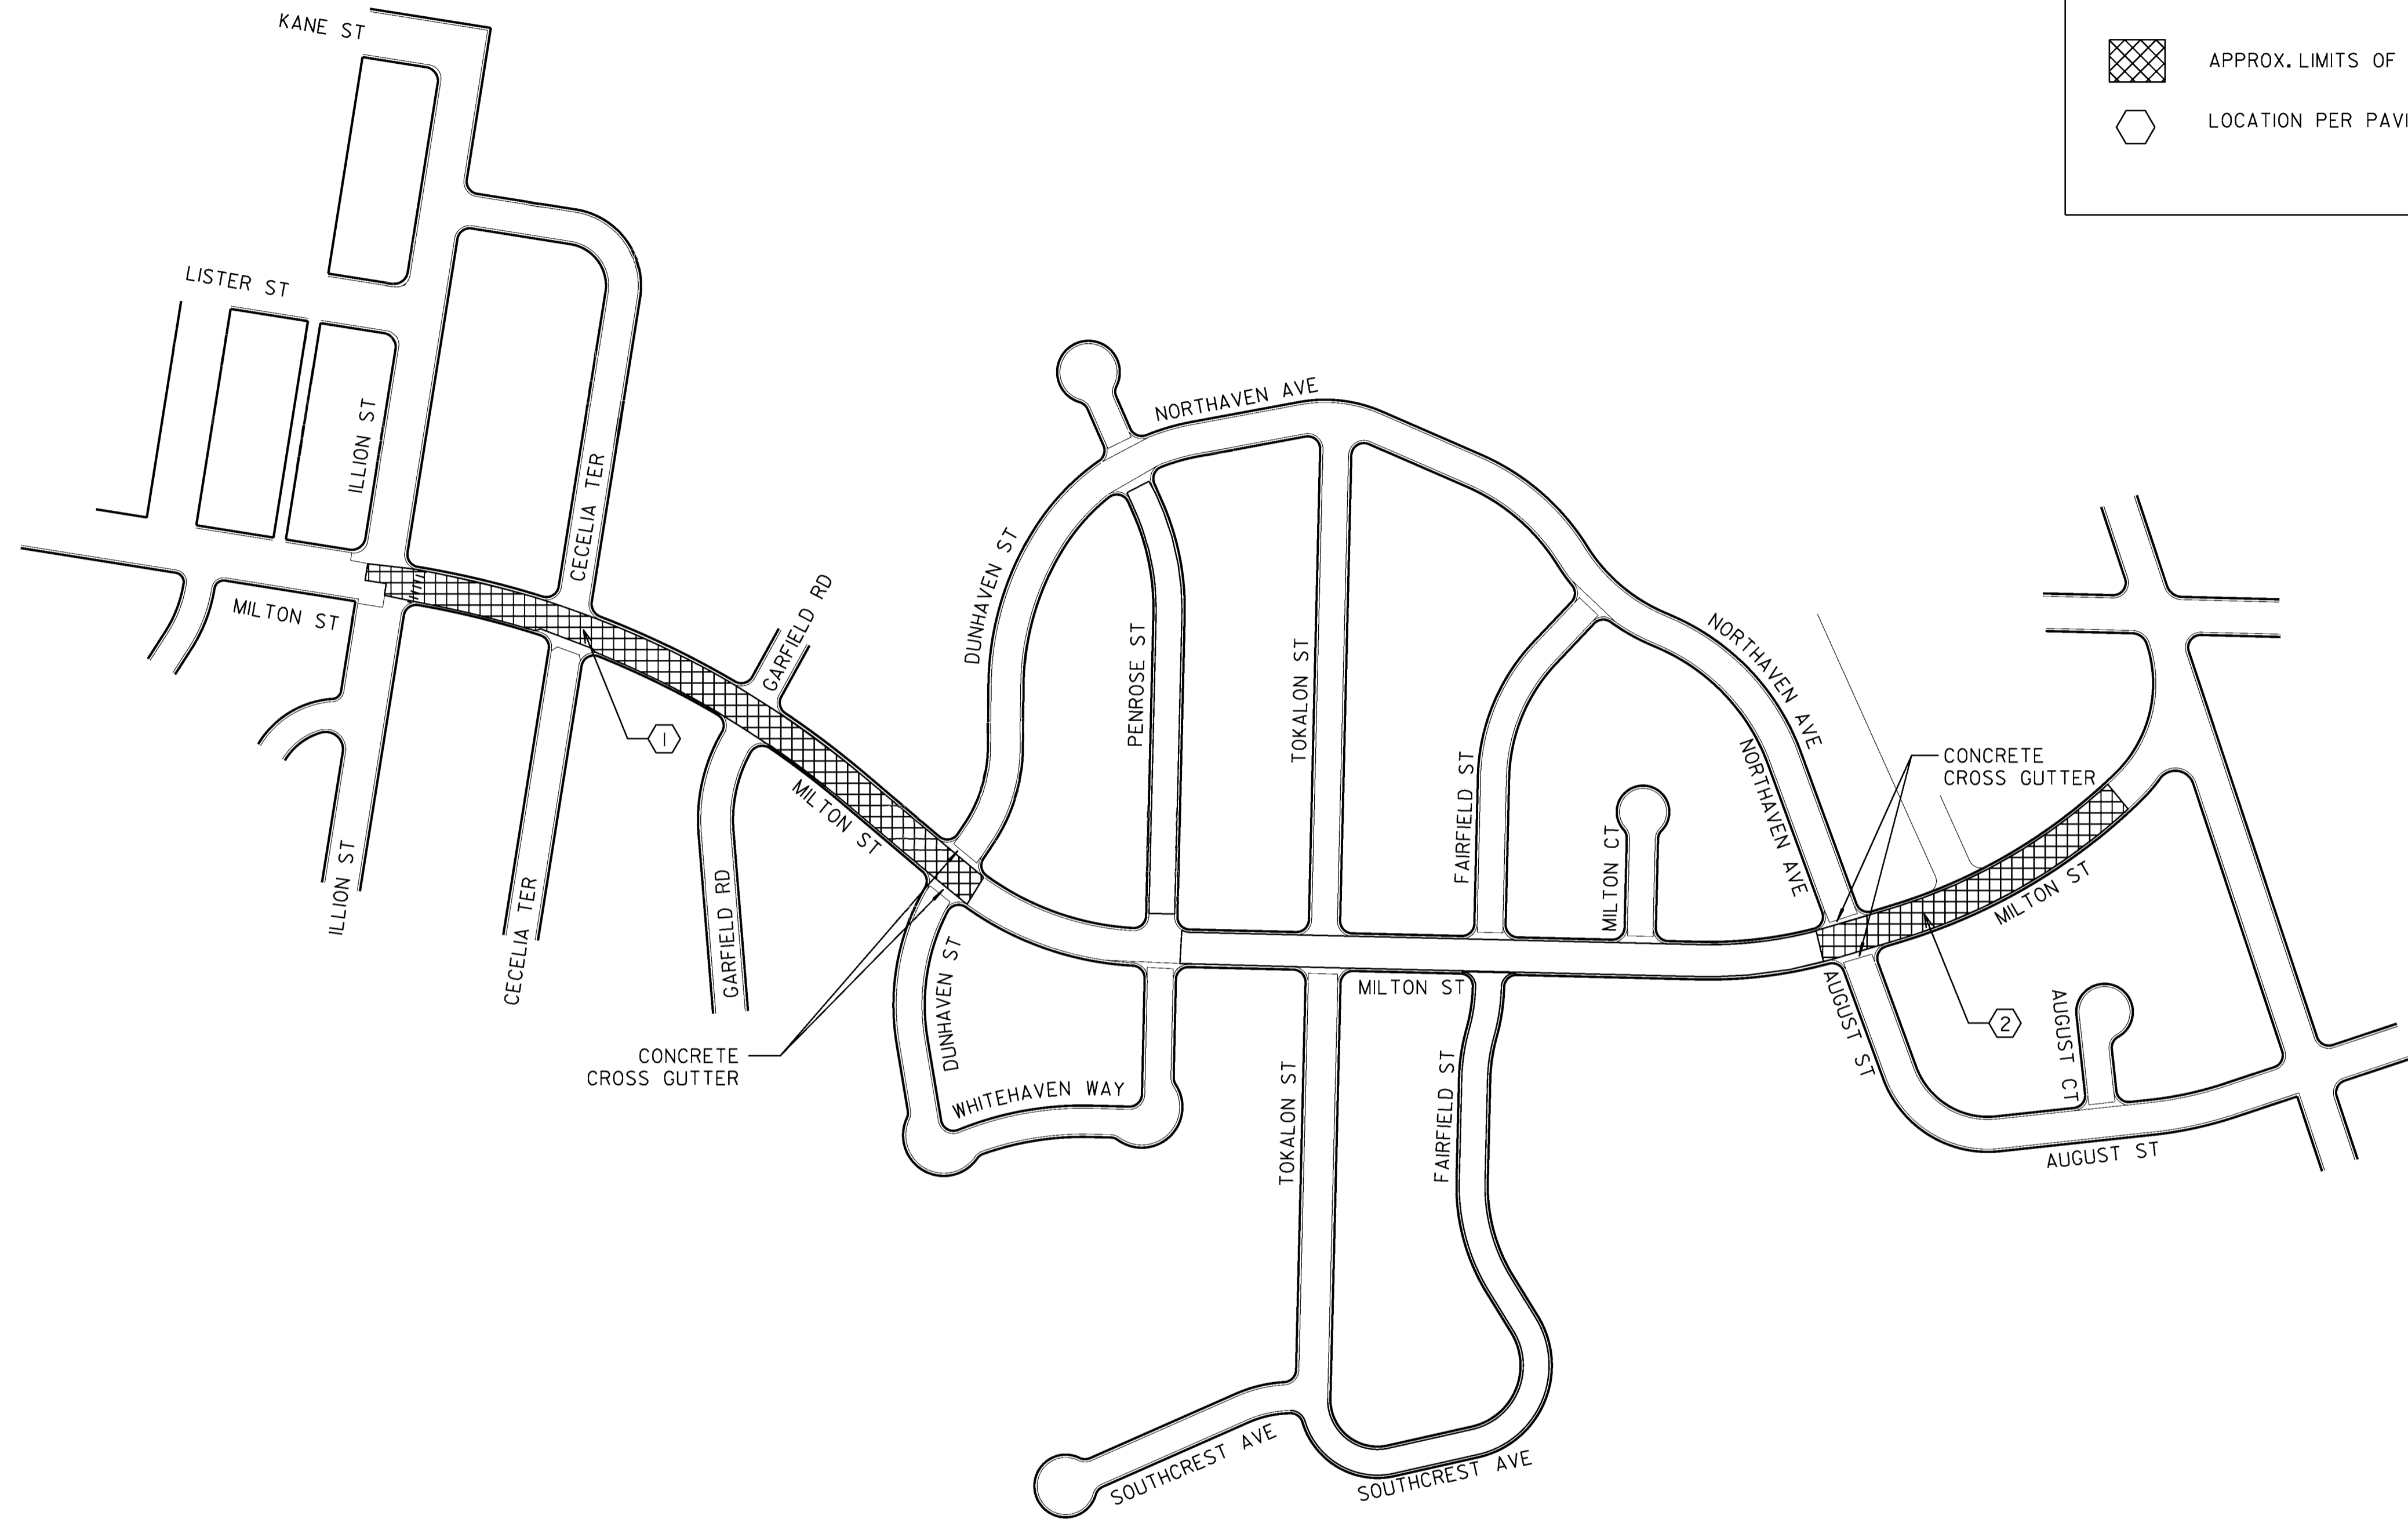 KANE ST
APPROX. LIMITS OF
LOCATION PER
LISTER ST
ILLION ST
CECELIA TER
MILTON ST
GARFIELD RD
1
MILTON ST
ILLION ST
CECELIA TER
GARFIELD RD
NORTHAVEN AVE
DUNHAVEN ST
PENROSE ST
TOKALON ST
FAIRFIELD ST
MILTON CT
NORTHAVEN AVE
NORTHAVEN AVE
CONCRETE
CROSS GUTTER
MILTON ST
MILTON ST
2
AUGUST ST
AUGUST CT
AUGUST ST
DUNHAVEN ST
CONCRETE
CROSS GUTTER
WHITEHAVEN WAY
TOKALON ST
FAIRFIELD ST
SOUTHCREST AVE
SOUTHCREST AVE